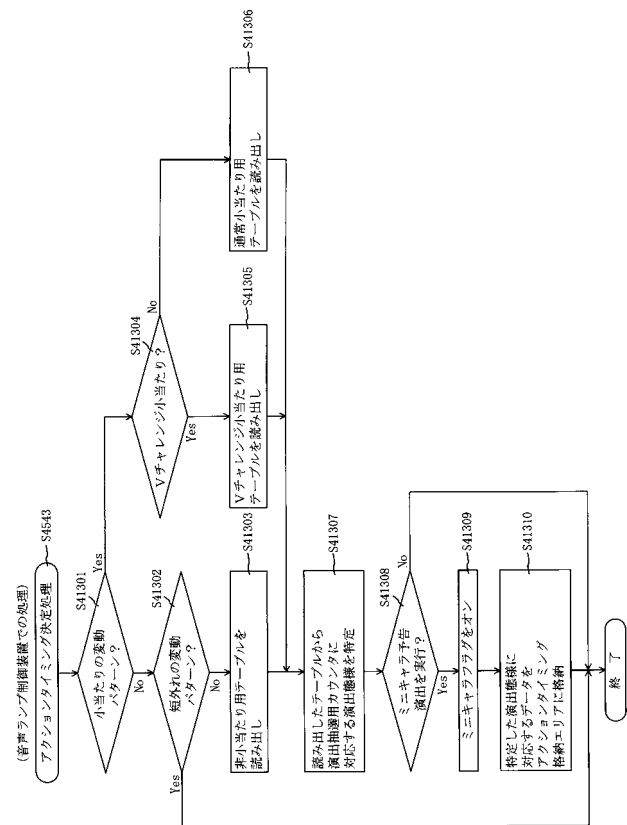 (音声ランプ制御装置での処理)
アクションタイミング決定処理
S4543
S41301
小当たりの変動
パターン？
Yes
No
S41302
短外れの変動
パターン？
Yes
No
S41303
非小当たり用テーブルを
読み出し
S41304
Vチャレンジ小当たり？
No
Yes
S41305
Vチャレンジ小当たり用
テーブルを読み出し
S41306
通常小当たり用
テーブルを読み出し
S41307
読み出したテーブルから
演出抽選用カウンタに
対応する演出態様を特定
S41308
ミニキャラ予告
演出を実行？
No
Yes
S41309
ミニキャラフラグをオン
S41310
特定した演出態様に
対応するデータを
アクションタイミング
格納エリアに格納
終了